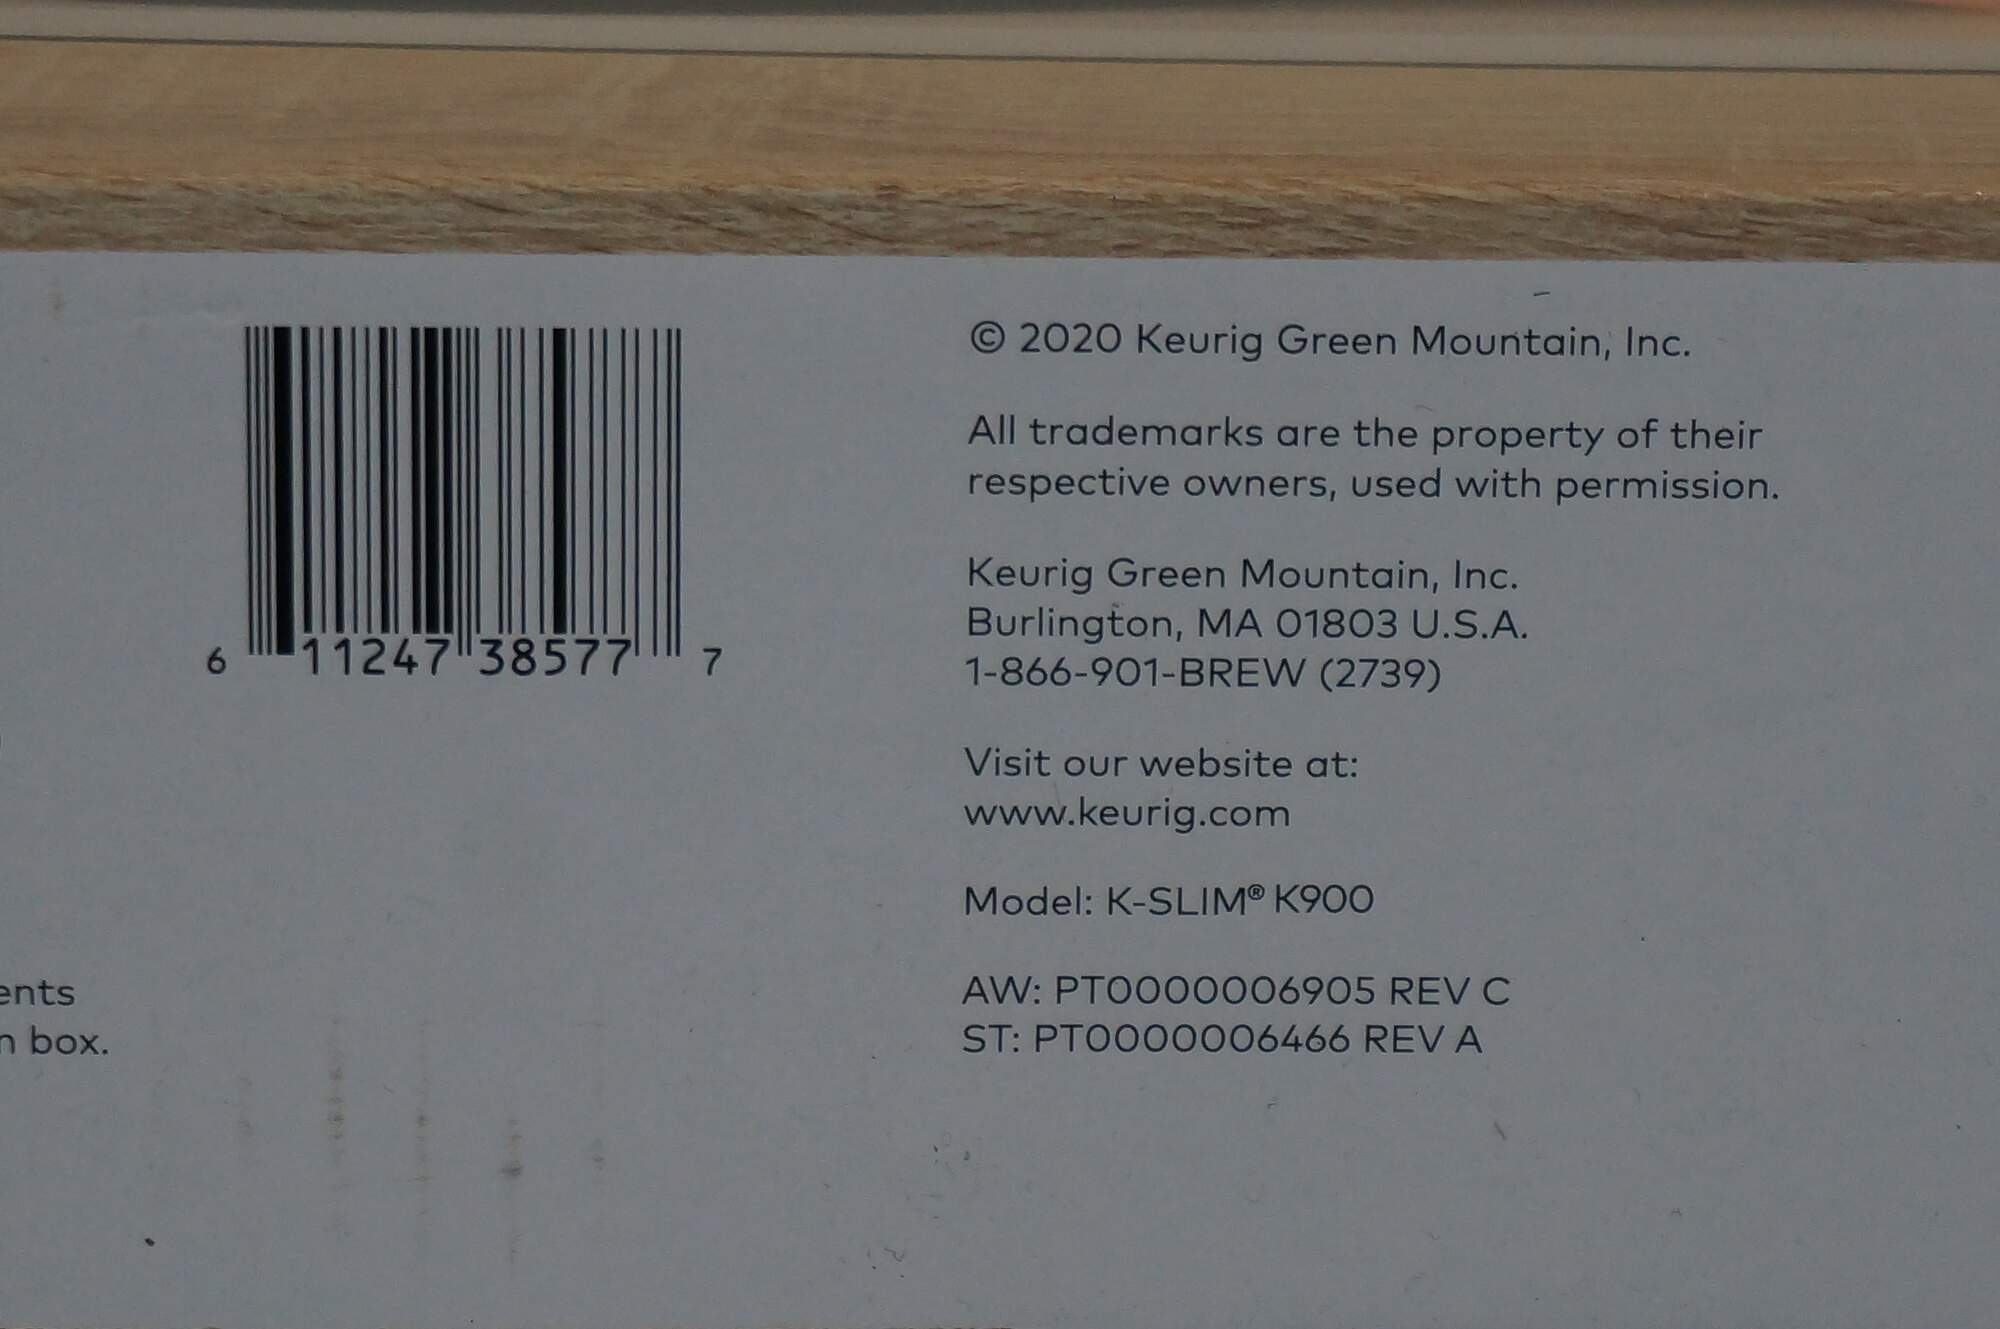 6 11247 38577 7
© 2020 Keurig Green Mountain, Inc.
All trademarks are the property of their
respective owners, used with permission.
Keurig Green Mountain, Inc.
Burlington, MA 01803 U.S.A.
1-866-901-BREW (2739)
Visit our website at:
www.keurig.com
Model: K-SLIM® K900
AW: PT0000006905 REV C
ST: PT0000006466 REV A
box.